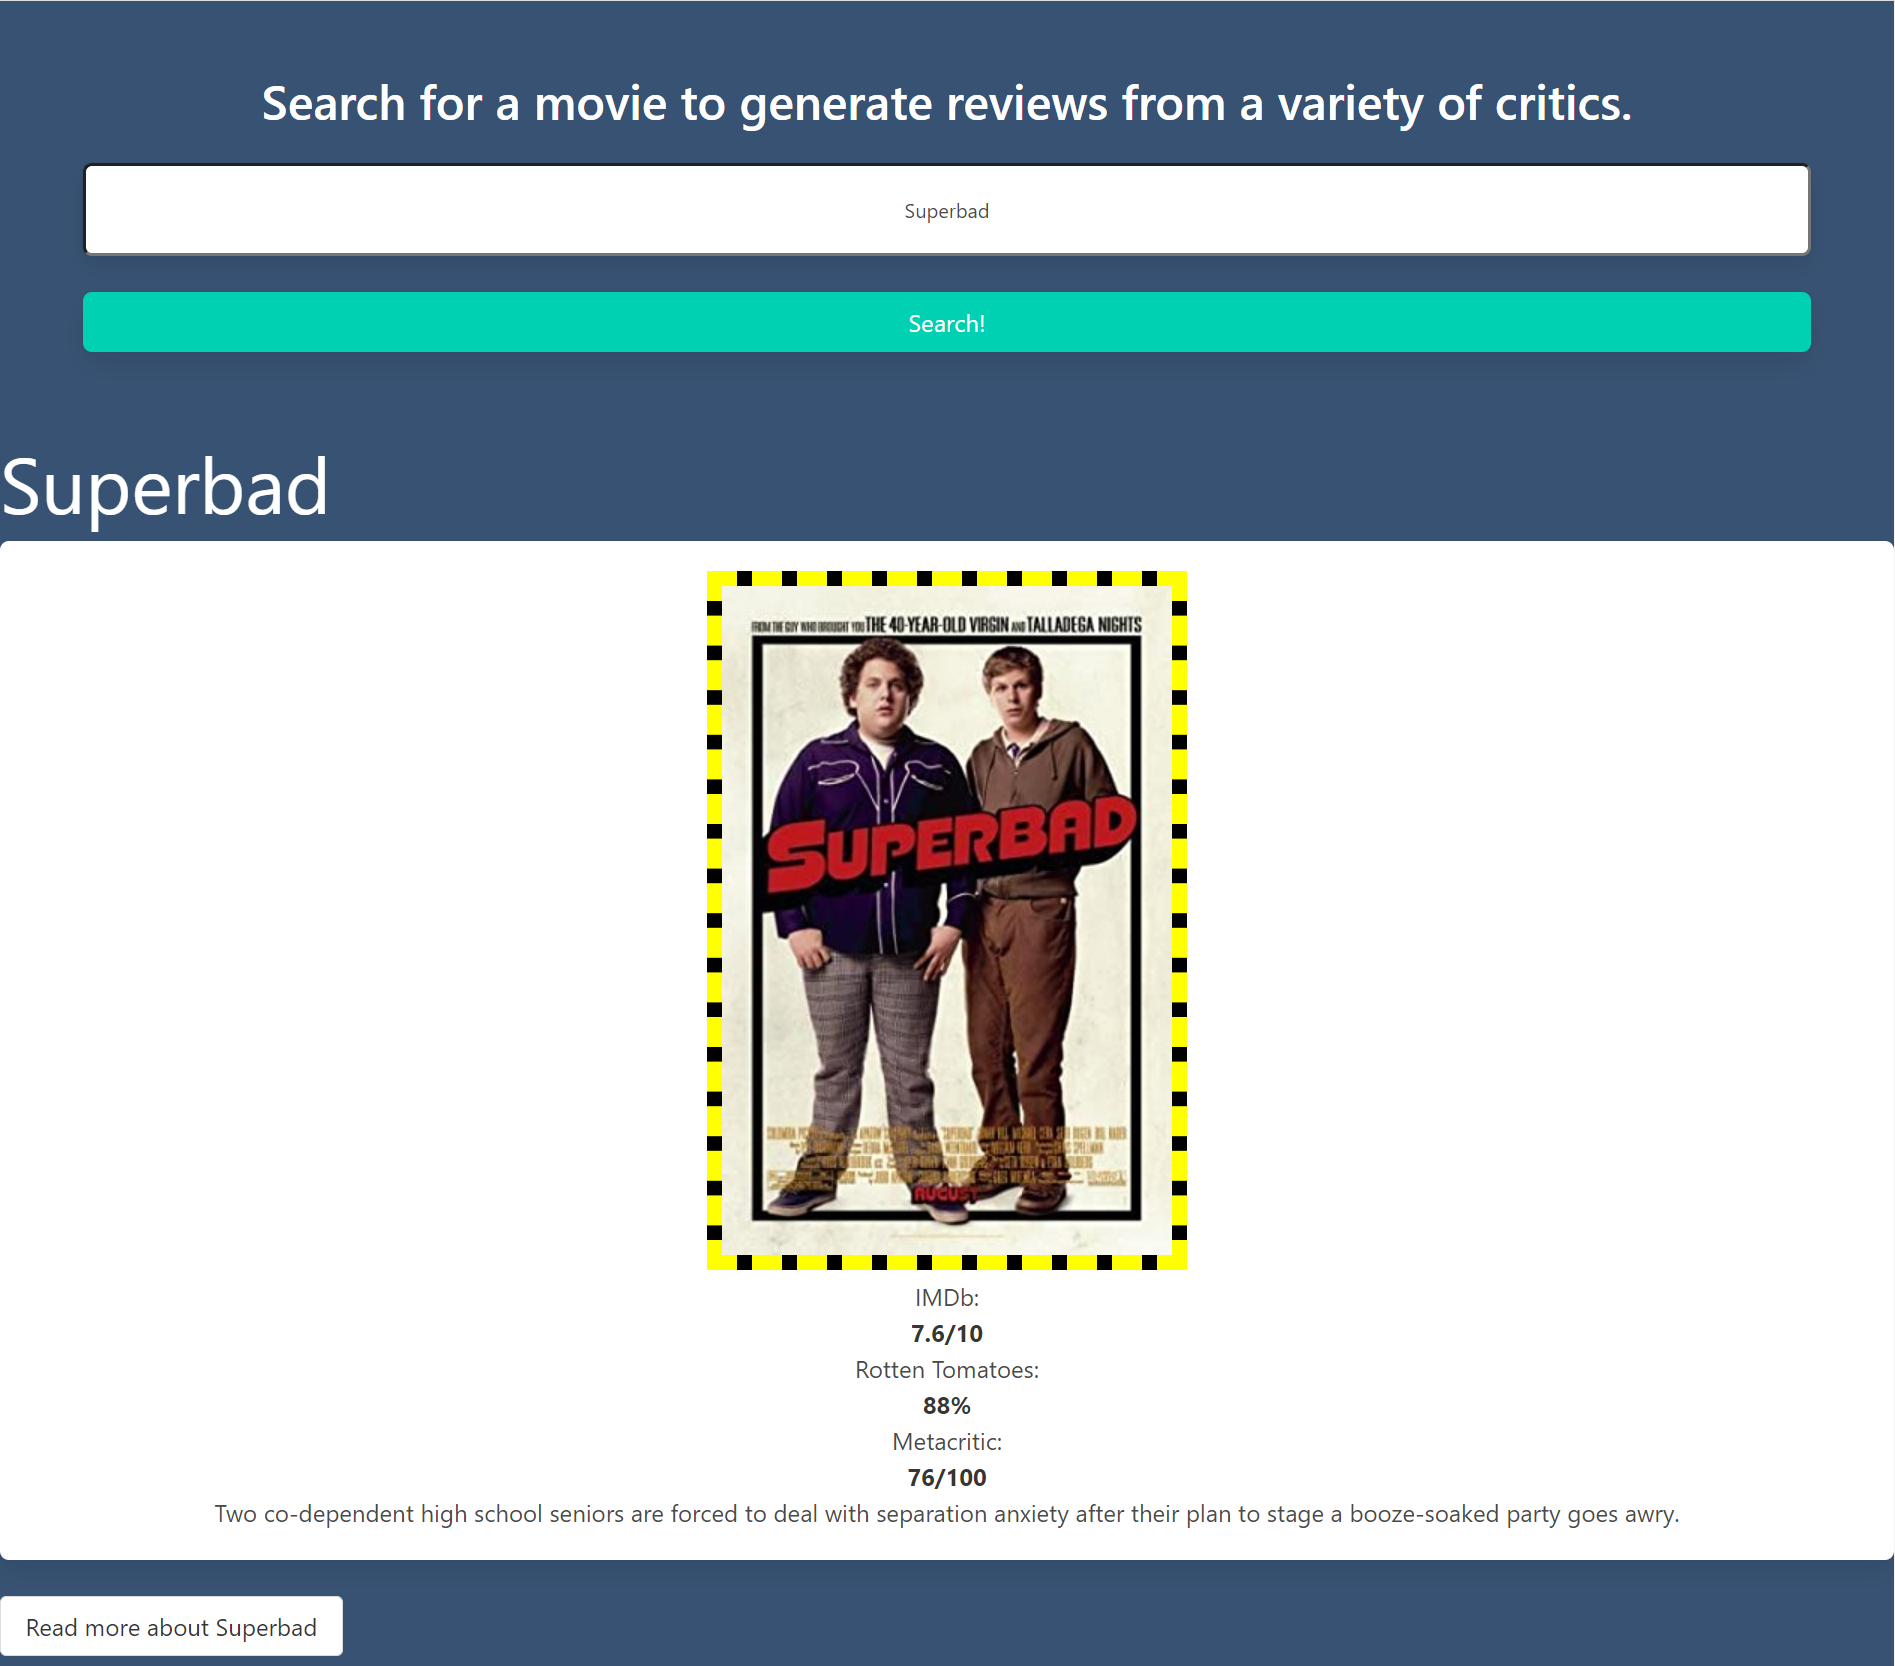 Search for a movie to generate reviews from a variety of critics.
Superbad
Search!
Superbad
FROM THE GUY WHO BROUGHT YOU THE 40-YEAR-OLD VIRGIN AND TALLADEGA NIGHTS
SUPERBAD
AUGUST
IMDb:
7.6/10
Rotten Tomatoes:
88%
Metacritic:
76/100
Two co-dependent high school seniors are forced to deal with separation anxiety after their plan to stage a booze-soaked party goes awry.
Read more about Superbad